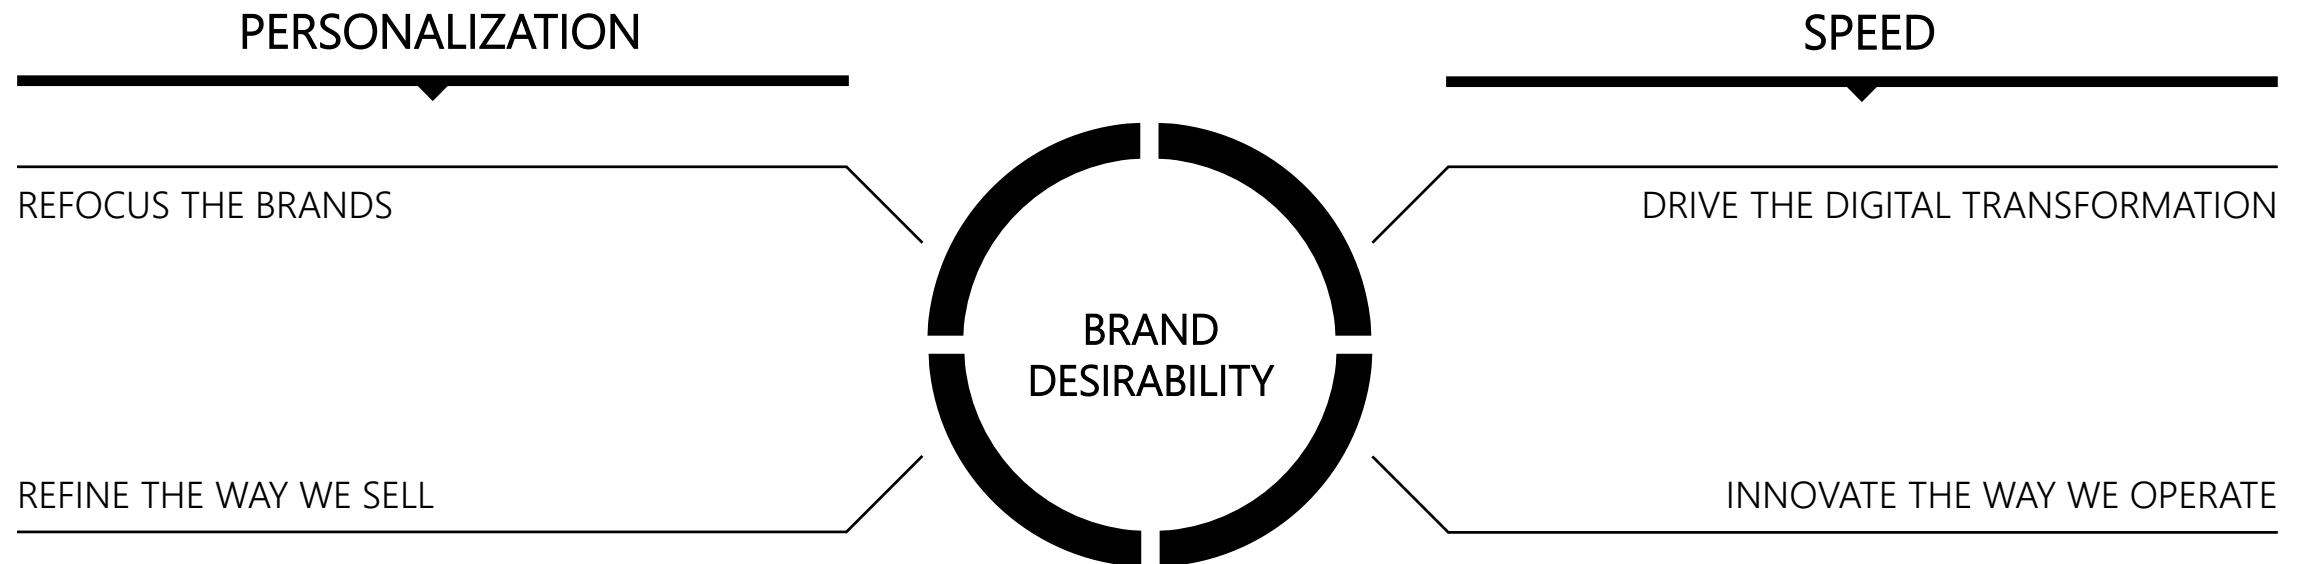 PERSONALIZATION
SPEED
REFOCUS THE BRANDS
DRIVE THE DIGITAL TRANSFORMATION
BRAND
DESIRABILITY
REFINE THE WAY WE SELL
INNOVATE THE WAY WE OPERATE